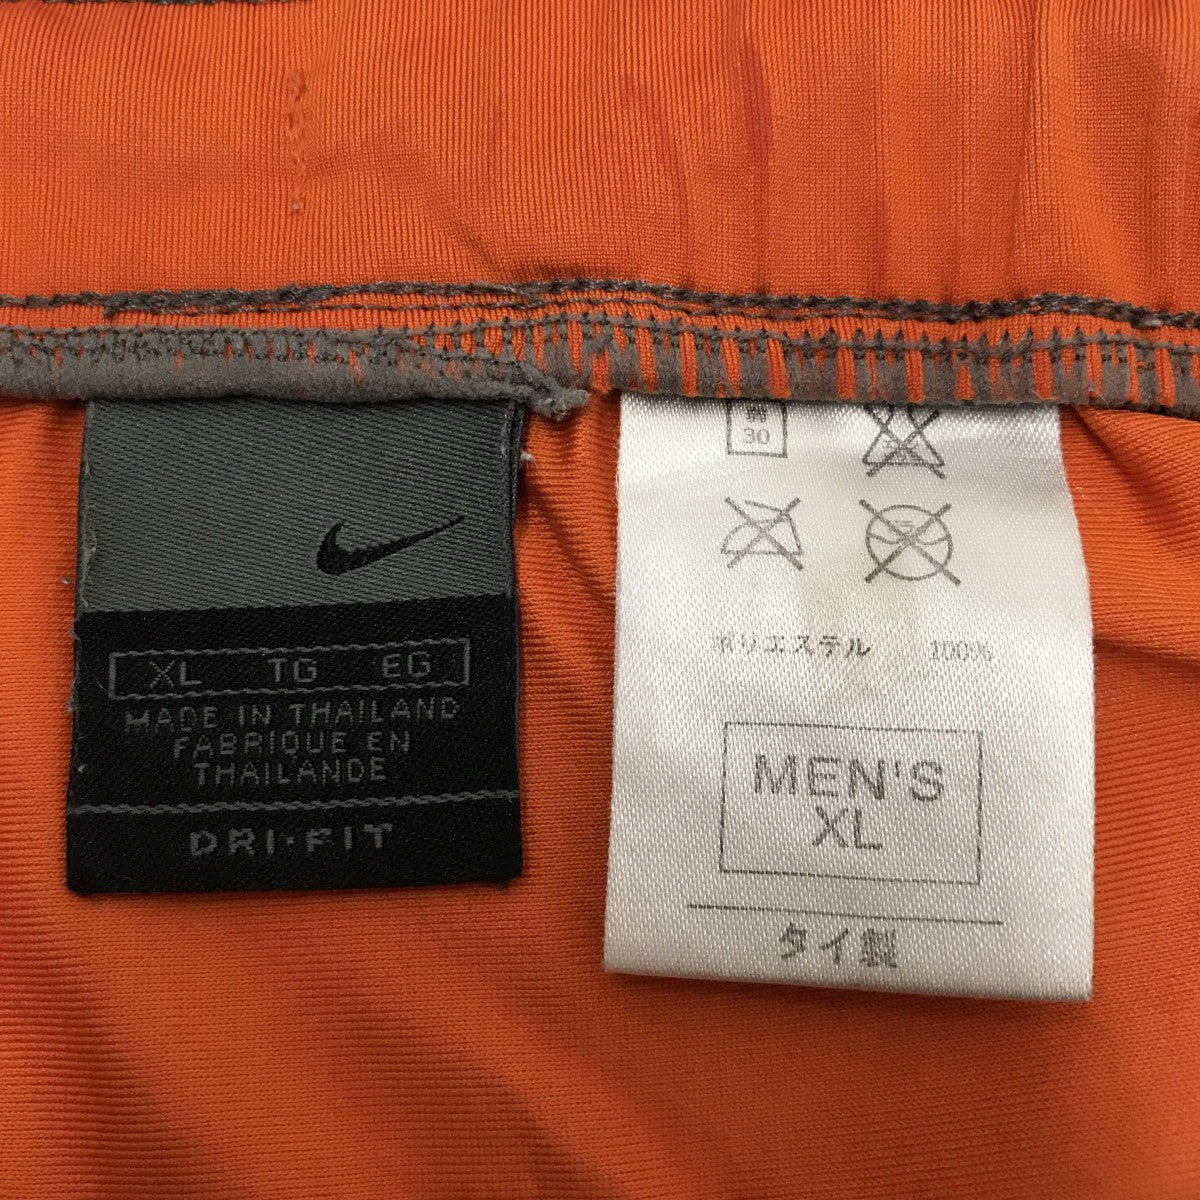 XL TG EG
MADE IN THAILAND
FABRIQUE EN
THAILANDE
DRI-FIT
30
ポリエステル 100%
MEN'S
XL
タイ製